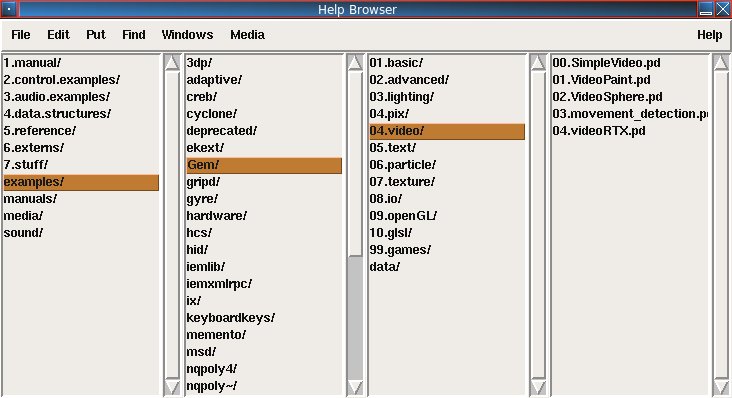 Help Browser
File Edit Put Find Windows Media Help
1.manual/
2.control.examples/
3.audio.examples/
4.data.structures/
5.reference/
6.externs/
7.stuff/
examples/
manuals/
media/
sound/
3dp/
adaptive/
creb/
cyclone/
deprecated/
ekext/
Gem/
gripd/
gyre/
hardware/
hcs/
hid/
iemlib/
iemxmlrpc/
ix/
keyboardkeys/
memento/
msd/
nqpoly4/
nqpoly~/
01.basic/
02.advanced/
03.lighting/
04.pix/
04.video/
05.text/
06.particle/
07.texture/
08.io/
09.openGL/
10.glsl/
99.games/
data/
00.SimpleVideo.pd
01.VideoPaint.pd
02.VideoSphere.pd
03.movement_detection.p
04.videoRTX.pd